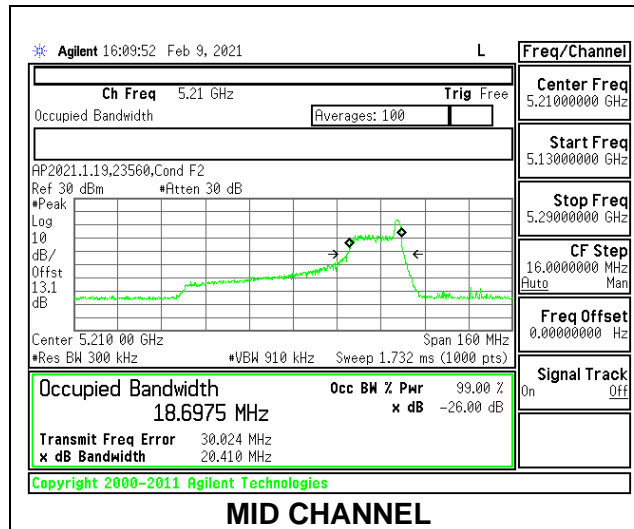 Agilent 16:09:52 Feb 9, 2021 L
Freq/Channel
Ch Freq 5.21 GHz Trig Free
Occupied Bandwidth Averages: 100
AP2021.1.19,23560,Cond F2
Ref 30 dBm #Atten 30 dB
#Peak
Log
10
dB/
Offst
13.1
dB
Center 5.210 00 GHz Span 160 MHz
#Res BW 300 kHz #VBW 910 kHz Sweep 1.732 ms (1000 pts)
Occupied Bandwidth Occ BW % Pwr 99.00 %
18.6975 MHz x dB -26.00 dB
Transmit Freq Error 30.024 MHz
x dB Bandwidth 20.410 MHz
Copyright 2000-2011 Agilent Technologies
Center Freq
5.21000000 GHz
Start Freq
5.13000000 GHz
Stop Freq
5.29000000 GHz
CF Step
16.0000000 MHz
Auto Man
Freq Offset
0.00000000 Hz
Signal Track
On Off
MID CHANNEL